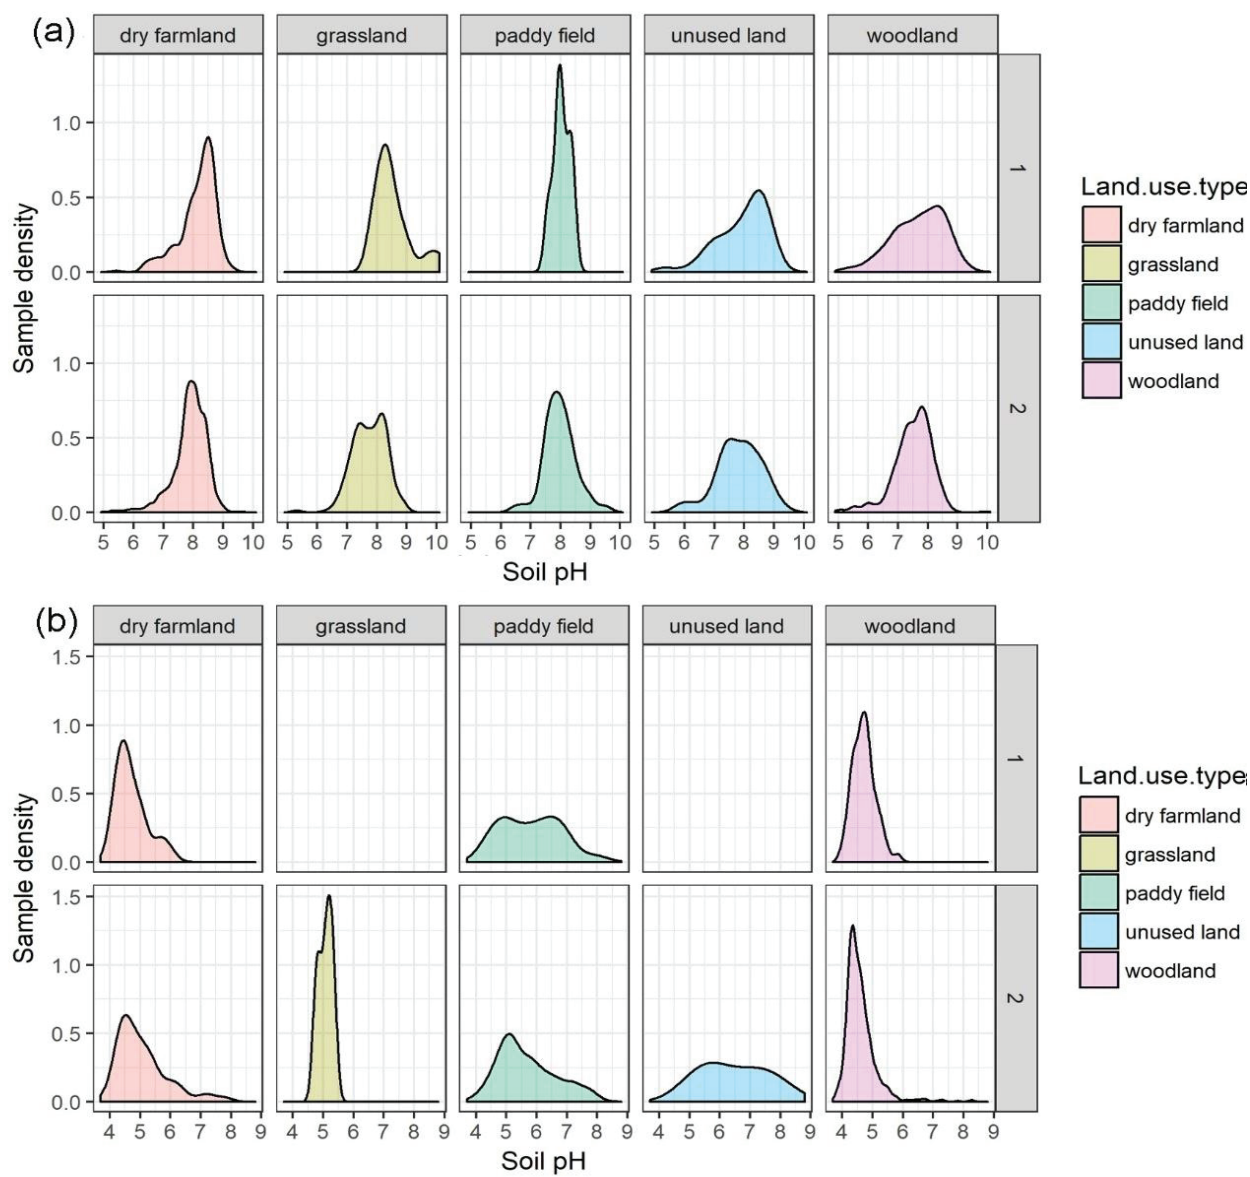 (a)
dry farmland grassland paddy field unused land woodland
1.0
0.5
0.0
1
1.0
0.5
0.0
2
Sample density
5 6 7 8 9 10 5 6 7 8 9 10 5 6 7 8 9 10 5 6 7 8 9 10 5 6 7 8 9 10
Soil pH
Land.use.type
dry farmland
grassland
paddy field
unused land
woodland
(b)
dry farmland grassland paddy field unused land woodland
1.5
1.0
0.5
0.0
1
1.5
1.0
0.5
0.0
2
Sample density
4 5 6 7 8 9 4 5 6 7 8 9 4 5 6 7 8 9 4 5 6 7 8 9 4 5 6 7 8 9
Soil pH
Land.use.type
dry farmland
grassland
paddy field
unused land
woodland